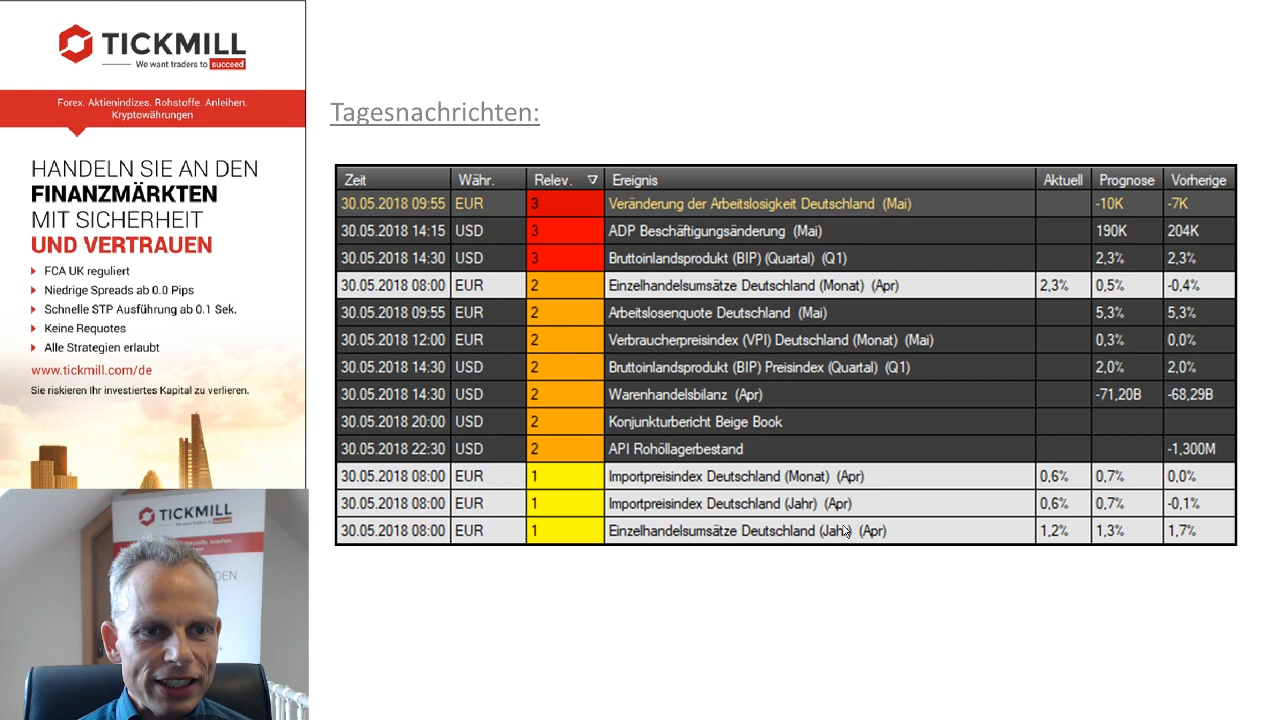 TICKMILL
We want traders to succeed
Forex. Aktienindizes. Rohstoffe. Anleihen.
Kryptowährungen
HANDELN SIE AN DEN
FINANZMÄRKTEN
MIT SICHERHEIT
UND VERTRAUEN
FCA UK reguliert
Niedrige Spreads ab 0.0 Pips
Schnelle STP Ausführung ab 0.1 Sek.
Keine Requotes
Alle Strategien erlaubt
www.tickmill.com/de
Sie riskieren Ihr investiertes Kapital zu verlieren.
Tagesnachrichten:
Zeit Währ. Relev. Ereignis Aktuell Prognose Vorherige
30.05.2018 09:55 EUR 3 Veränderung der Arbeitslosigkeit Deutschland (Mai) -10K -7K
30.05.2018 14:15 USD 3 ADP Beschäftigungsänderung (Mai) 190K 204K
30.05.2018 14:30 USD 3 Bruttoinlandsprodukt (BIP) (Quartal) (Q1) 2,3% 2,3%
30.05.2018 08:00 EUR 2 Einzelhandelsumsätze Deutschland (Monat) (Apr) 2,3% 0,5% -0,4%
30.05.2018 09:55 EUR 2 Arbeitslosenquote Deutschland (Mai) 5,3% 5,3%
30.05.2018 12:00 EUR 2 Verbraucherpreisindex (VPI) Deutschland (Monat) (Mai) 0,3% 0,0%
30.05.2018 14:30 USD 2 Bruttoinlandsprodukt (BIP) Preisindex (Quartal) (Q1) 2,0% 2,0%
30.05.2018 14:30 USD 2 Warenhandelsbilanz (Apr) -71,20B -68,29B
30.05.2018 20:00 USD 2 Konjunkturbericht Beige Book
30.05.2018 22:30 USD 2 API Rohöllagerbestand -1,300M
30.05.2018 08:00 EUR 1 Importpreisindex Deutschland (Monat) (Apr) 0,6% 0,7% 0,0%
30.05.2018 08:00 EUR 1 Importpreisindex Deutschland (Jahr) (Apr) 0,6% 0,7% -0,1%
30.05.2018 08:00 EUR 1 Einzelhandelsumsätze Deutschland (Jahr) (Apr) 1,2% 1,3% 1,7%
TICKMILL